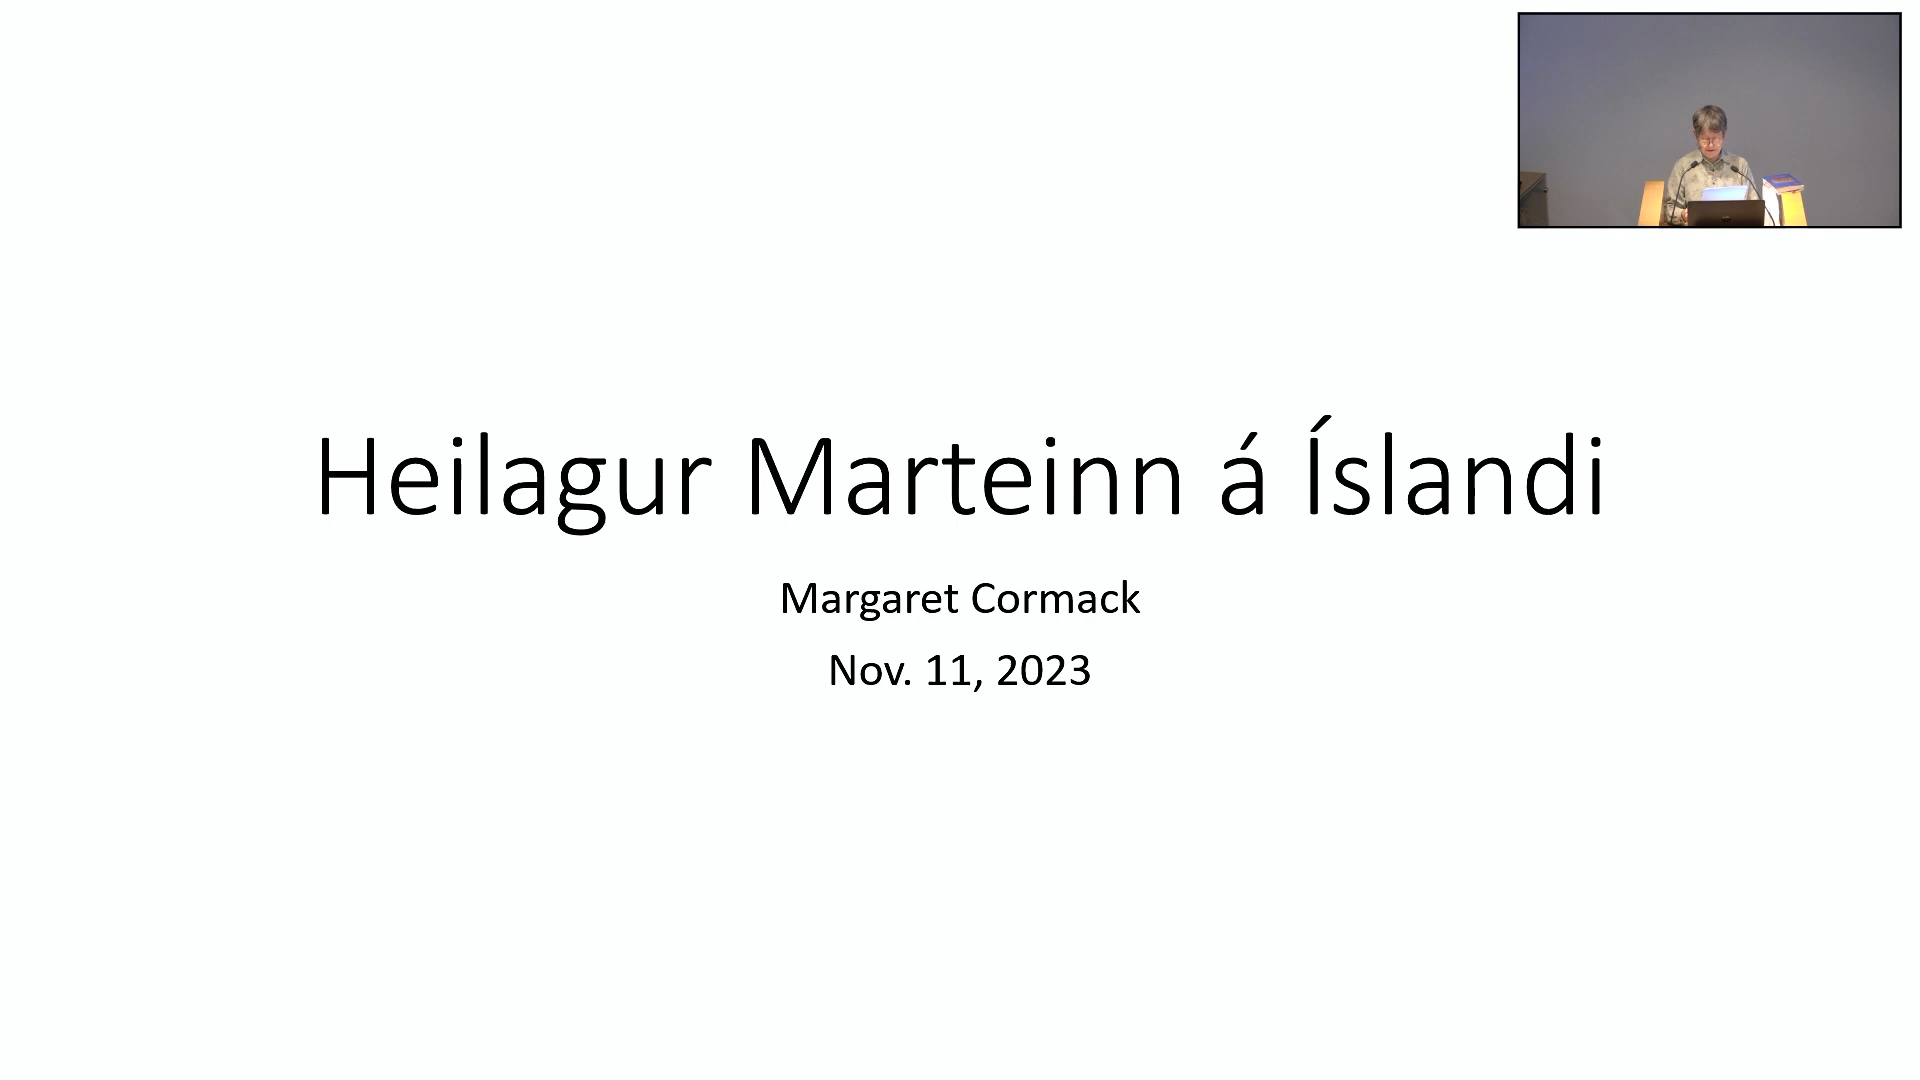 Heilagur Marteinn á Íslandi
Margaret Cormack
Nov. 11, 2023